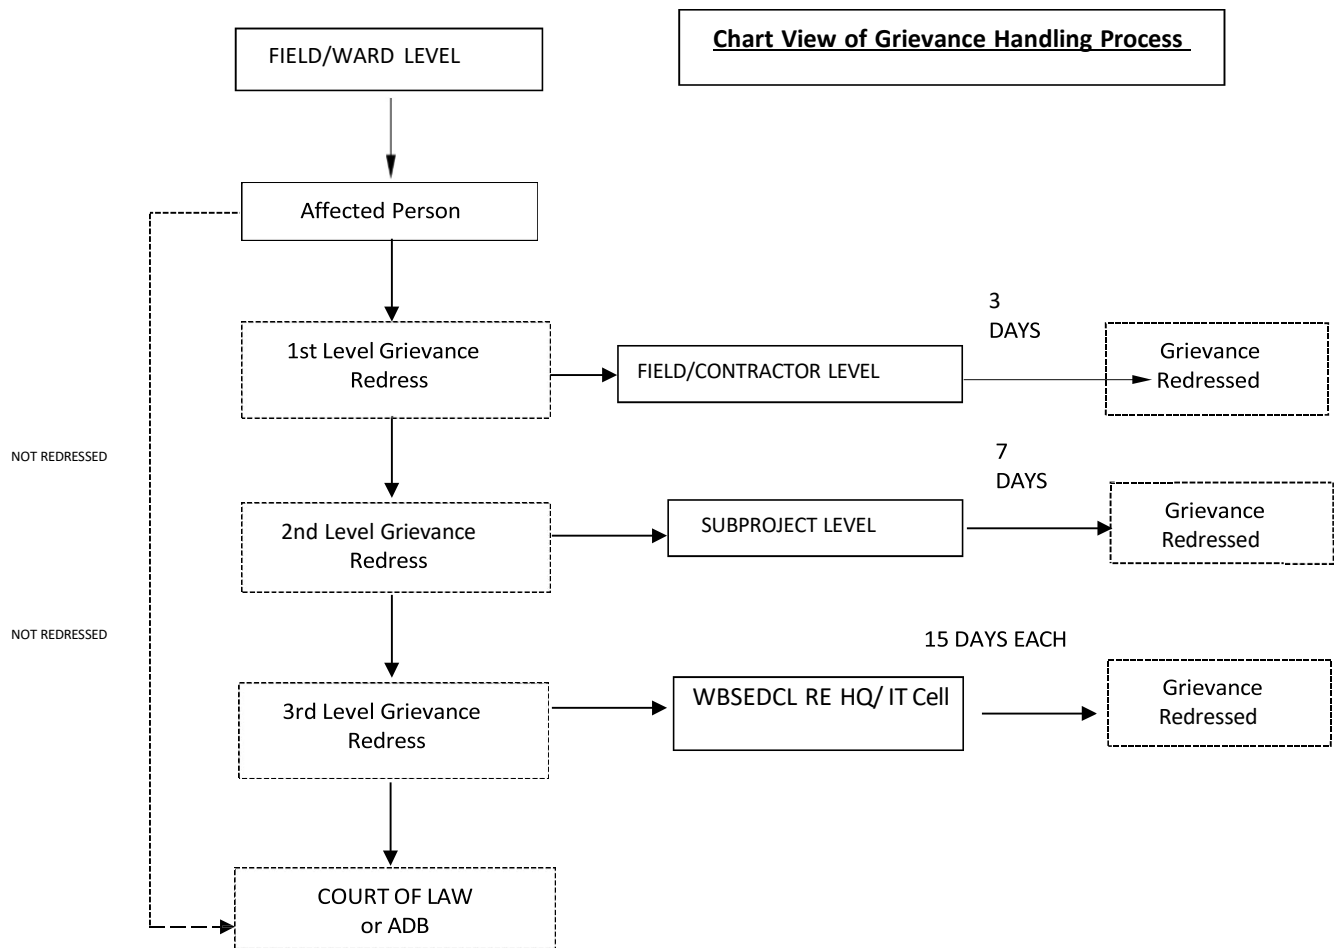 Chart View of Grievance Handling Process
FIELD/WARD LEVEL
Affected Person
3
DAYS
1st Level Grievance
Redress
FIELD/CONTRACTOR LEVEL
Grievance
Redressed
NOT REDRESSED
7
DAYS
2nd Level Grievance
Redress
SUBPROJECT LEVEL
Grievance
Redressed
NOT REDRESSED
15 DAYS EACH
3rd Level Grievance
Redress
WBSEDCL RE HQ/ IT Cell
Grievance
Redressed
COURT OF LAW
or ADB